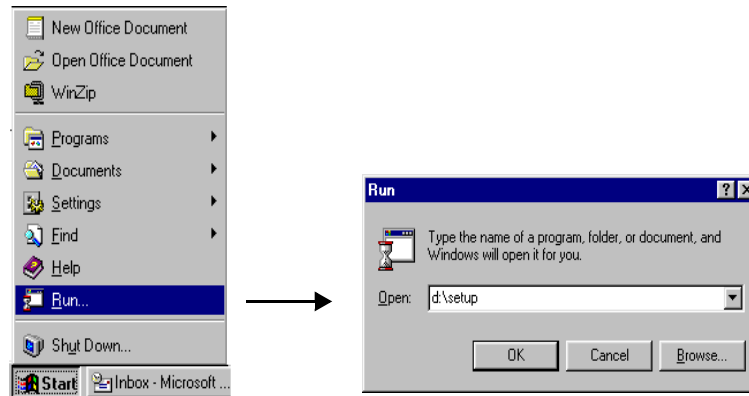 New Office Document
Open Office Document
WinZip
Programs
Documents
Settings
Find
Help
Run...
Shut Down...
Start
Inbox - Microsoft ...
Run
Type the name of a program, folder, or document, and
Windows will open it for you.
Open:
d:\setup
OK
Cancel
Browse...